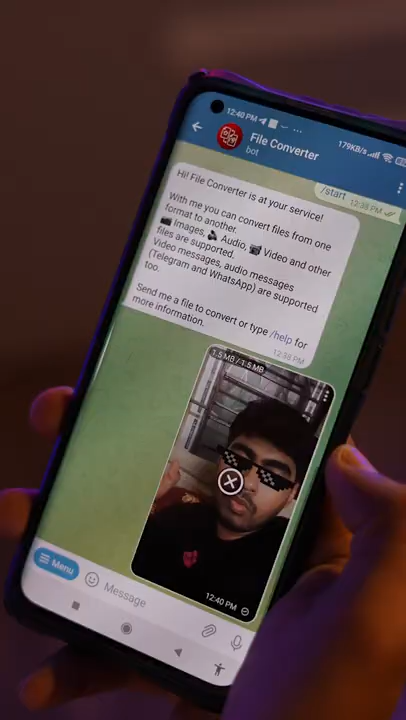 12:40 PM
179KB/s
File Converter
bot
/start
12:38 PM
Hi! File Converter is at your service!
With me you can convert files from one
format to another.
Images, Audio, Video and other
files are supported.
Video messages, audio messages
(Telegram and WhatsApp) are supported
too.
Send me a file to convert or type /help for
more information.
12:38 PM
1.5 MB / 1.5 MB
12:40 PM
Menu
Message